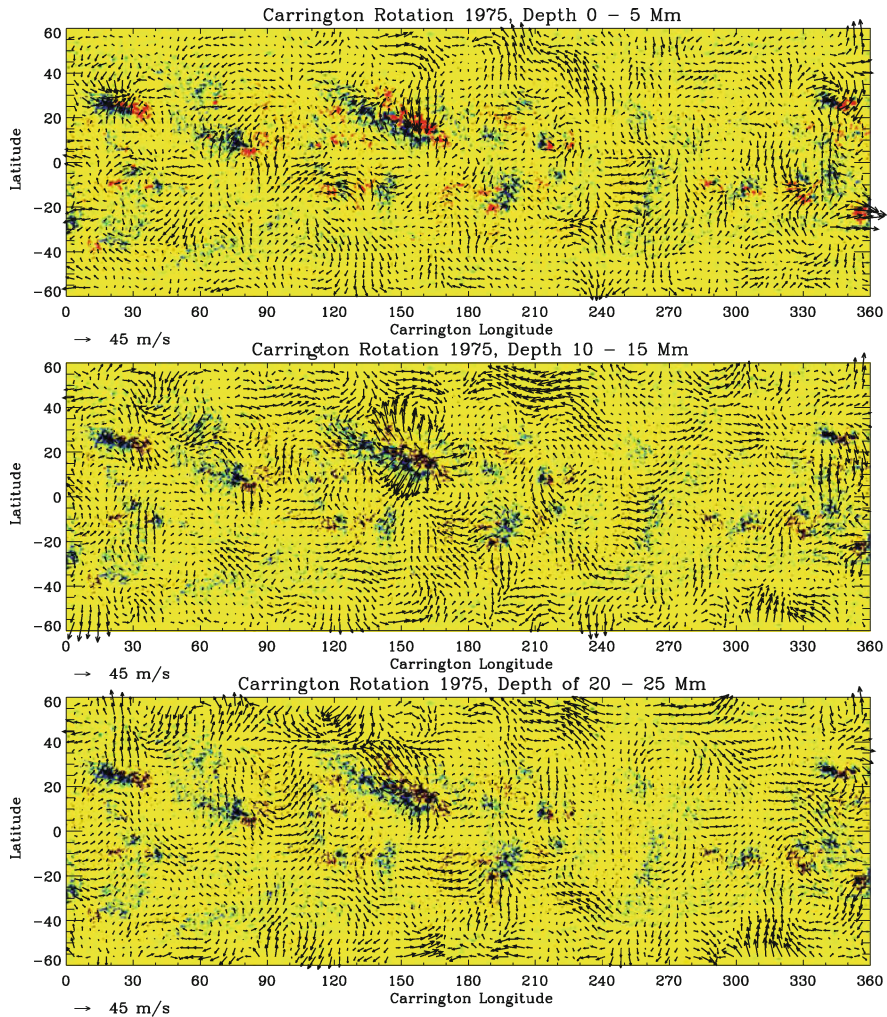 Carrington Rotation 1975, Depth 0 - 5 Mm
60
40
20
0
-20
-40
-60
Latitude
0 30 60 90 120 150 180 210 240 270 300 330 360
Carrington Longitude
45 m/s
Carrington Rotation 1975, Depth 10 - 15 Mm
60
40
20
0
-20
-40
-60
Latitude
0 30 60 90 120 150 180 210 240 270 300 330 360
Carrington Longitude
45 m/s
Carrington Rotation 1975, Depth of 20 - 25 Mm
60
40
20
0
-20
-40
-60
Latitude
0 30 60 90 120 150 180 210 240 270 300 330 360
Carrington Longitude
45 m/s